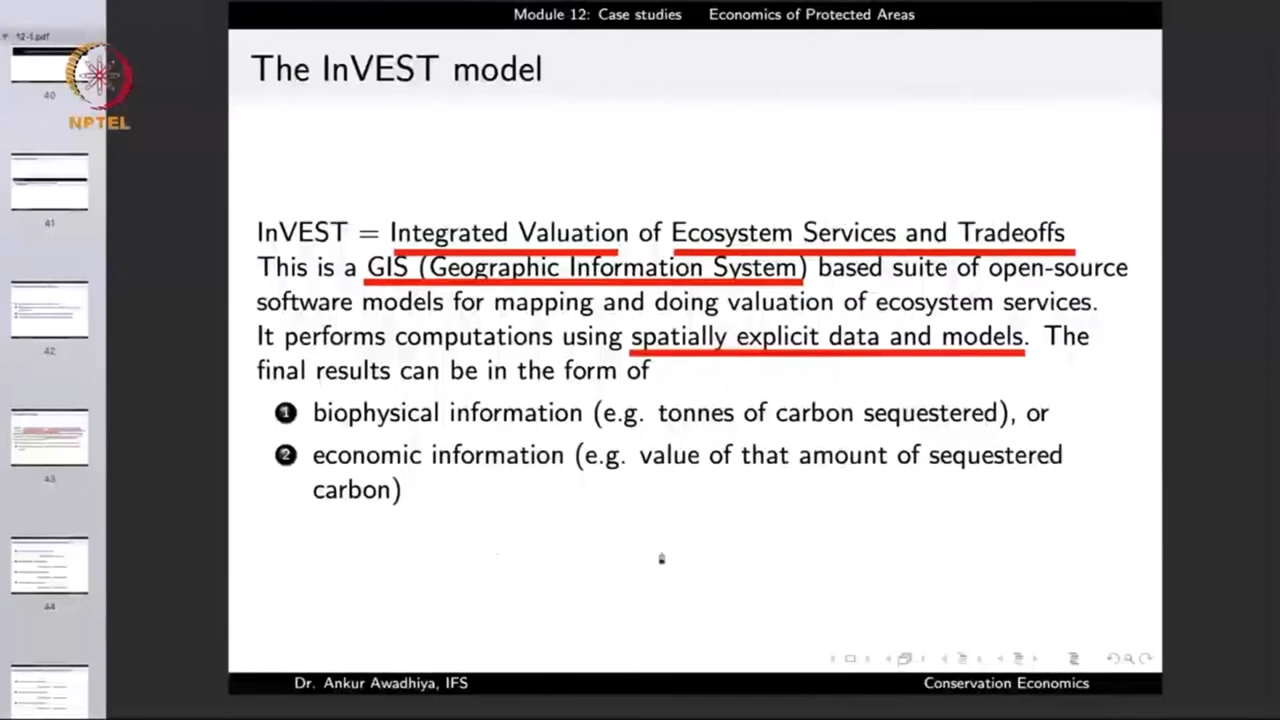 Module 12: Case studies Economics of Protected Areas
12-1.pdf
NPTEL
The InVEST model
InVEST = Integrated Valuation of Ecosystem Services and Tradeoffs
This is a GIS (Geographic Information System) based suite of open-source
software models for mapping and doing valuation of ecosystem services.
It performs computations using spatially explicit data and models. The
final results can be in the form of
1 biophysical information (e.g. tonnes of carbon sequestered), or
2 economic information (e.g. value of that amount of sequestered
carbon)
40
41
42
43
44
Dr. Ankur Awadhiya, IFS Conservation Economics